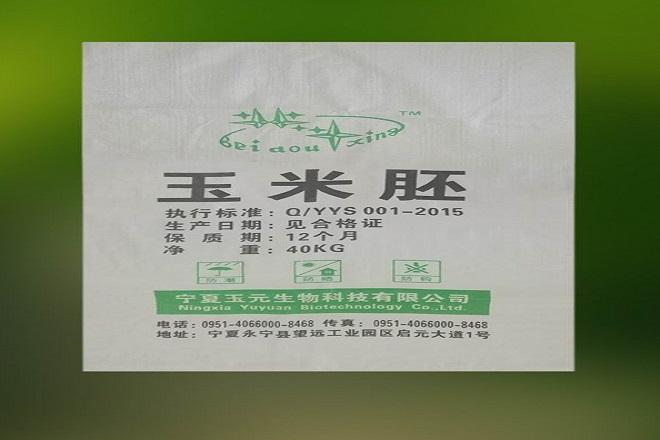 Beidou xing TM
玉米胚
执行标准：Q/YYS 001-2015
生产日期：见合格证
保质期：12个月
净重：40KG
防潮 防晒 防钩
宁夏玉元生物科技有限公司
Ningxia Yuyuan Biotechnology Co.,Ltd.
电话：0951-4066000-8468 传真：0951-4066000-8468
地址：宁夏永宁县望远工业园区启元大道1号